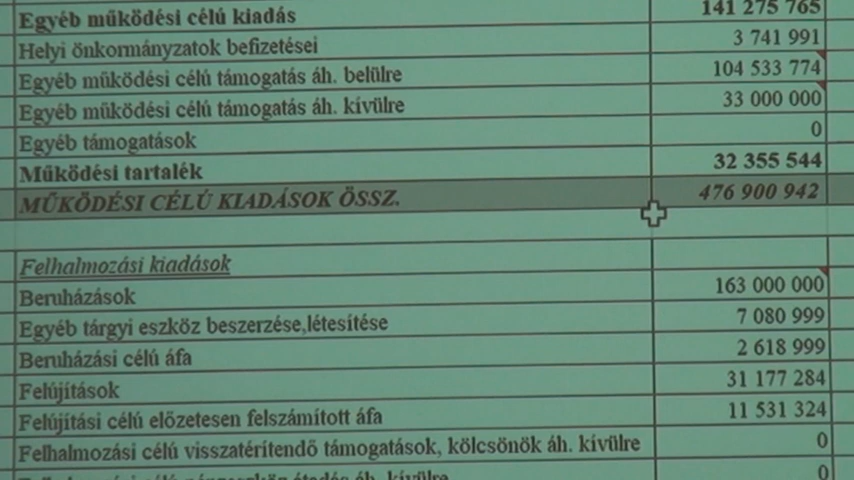 Egyéb működési célú kiadás 141 275 765
Helyi önkormányzatok befizetései 3 741 991
Egyéb működési célú támogatás áh. belülre 104 533 774
Egyéb működési célú támogatás áh. kívülre 33 000 000
Egyéb támogatások 0
Működési tartalék 32 355 544
MŰKÖDÉSI CÉLÚ KIADÁSOK ÖSSZ. 476 900 942
Felhalmozási kiadások
Beruházások 163 000 000
Egyéb tárgyi eszköz beszerzése,létesítése 7 080 999
Beruházási célú áfa 2 618 999
Felújítások 31 177 284
Felújítási célú előzetesen felszámított áfa 11 531 324
Felhalmozási célú visszatérítendő támogatások, kölcsönök áh. kívülre 0
áh. kívülre 0